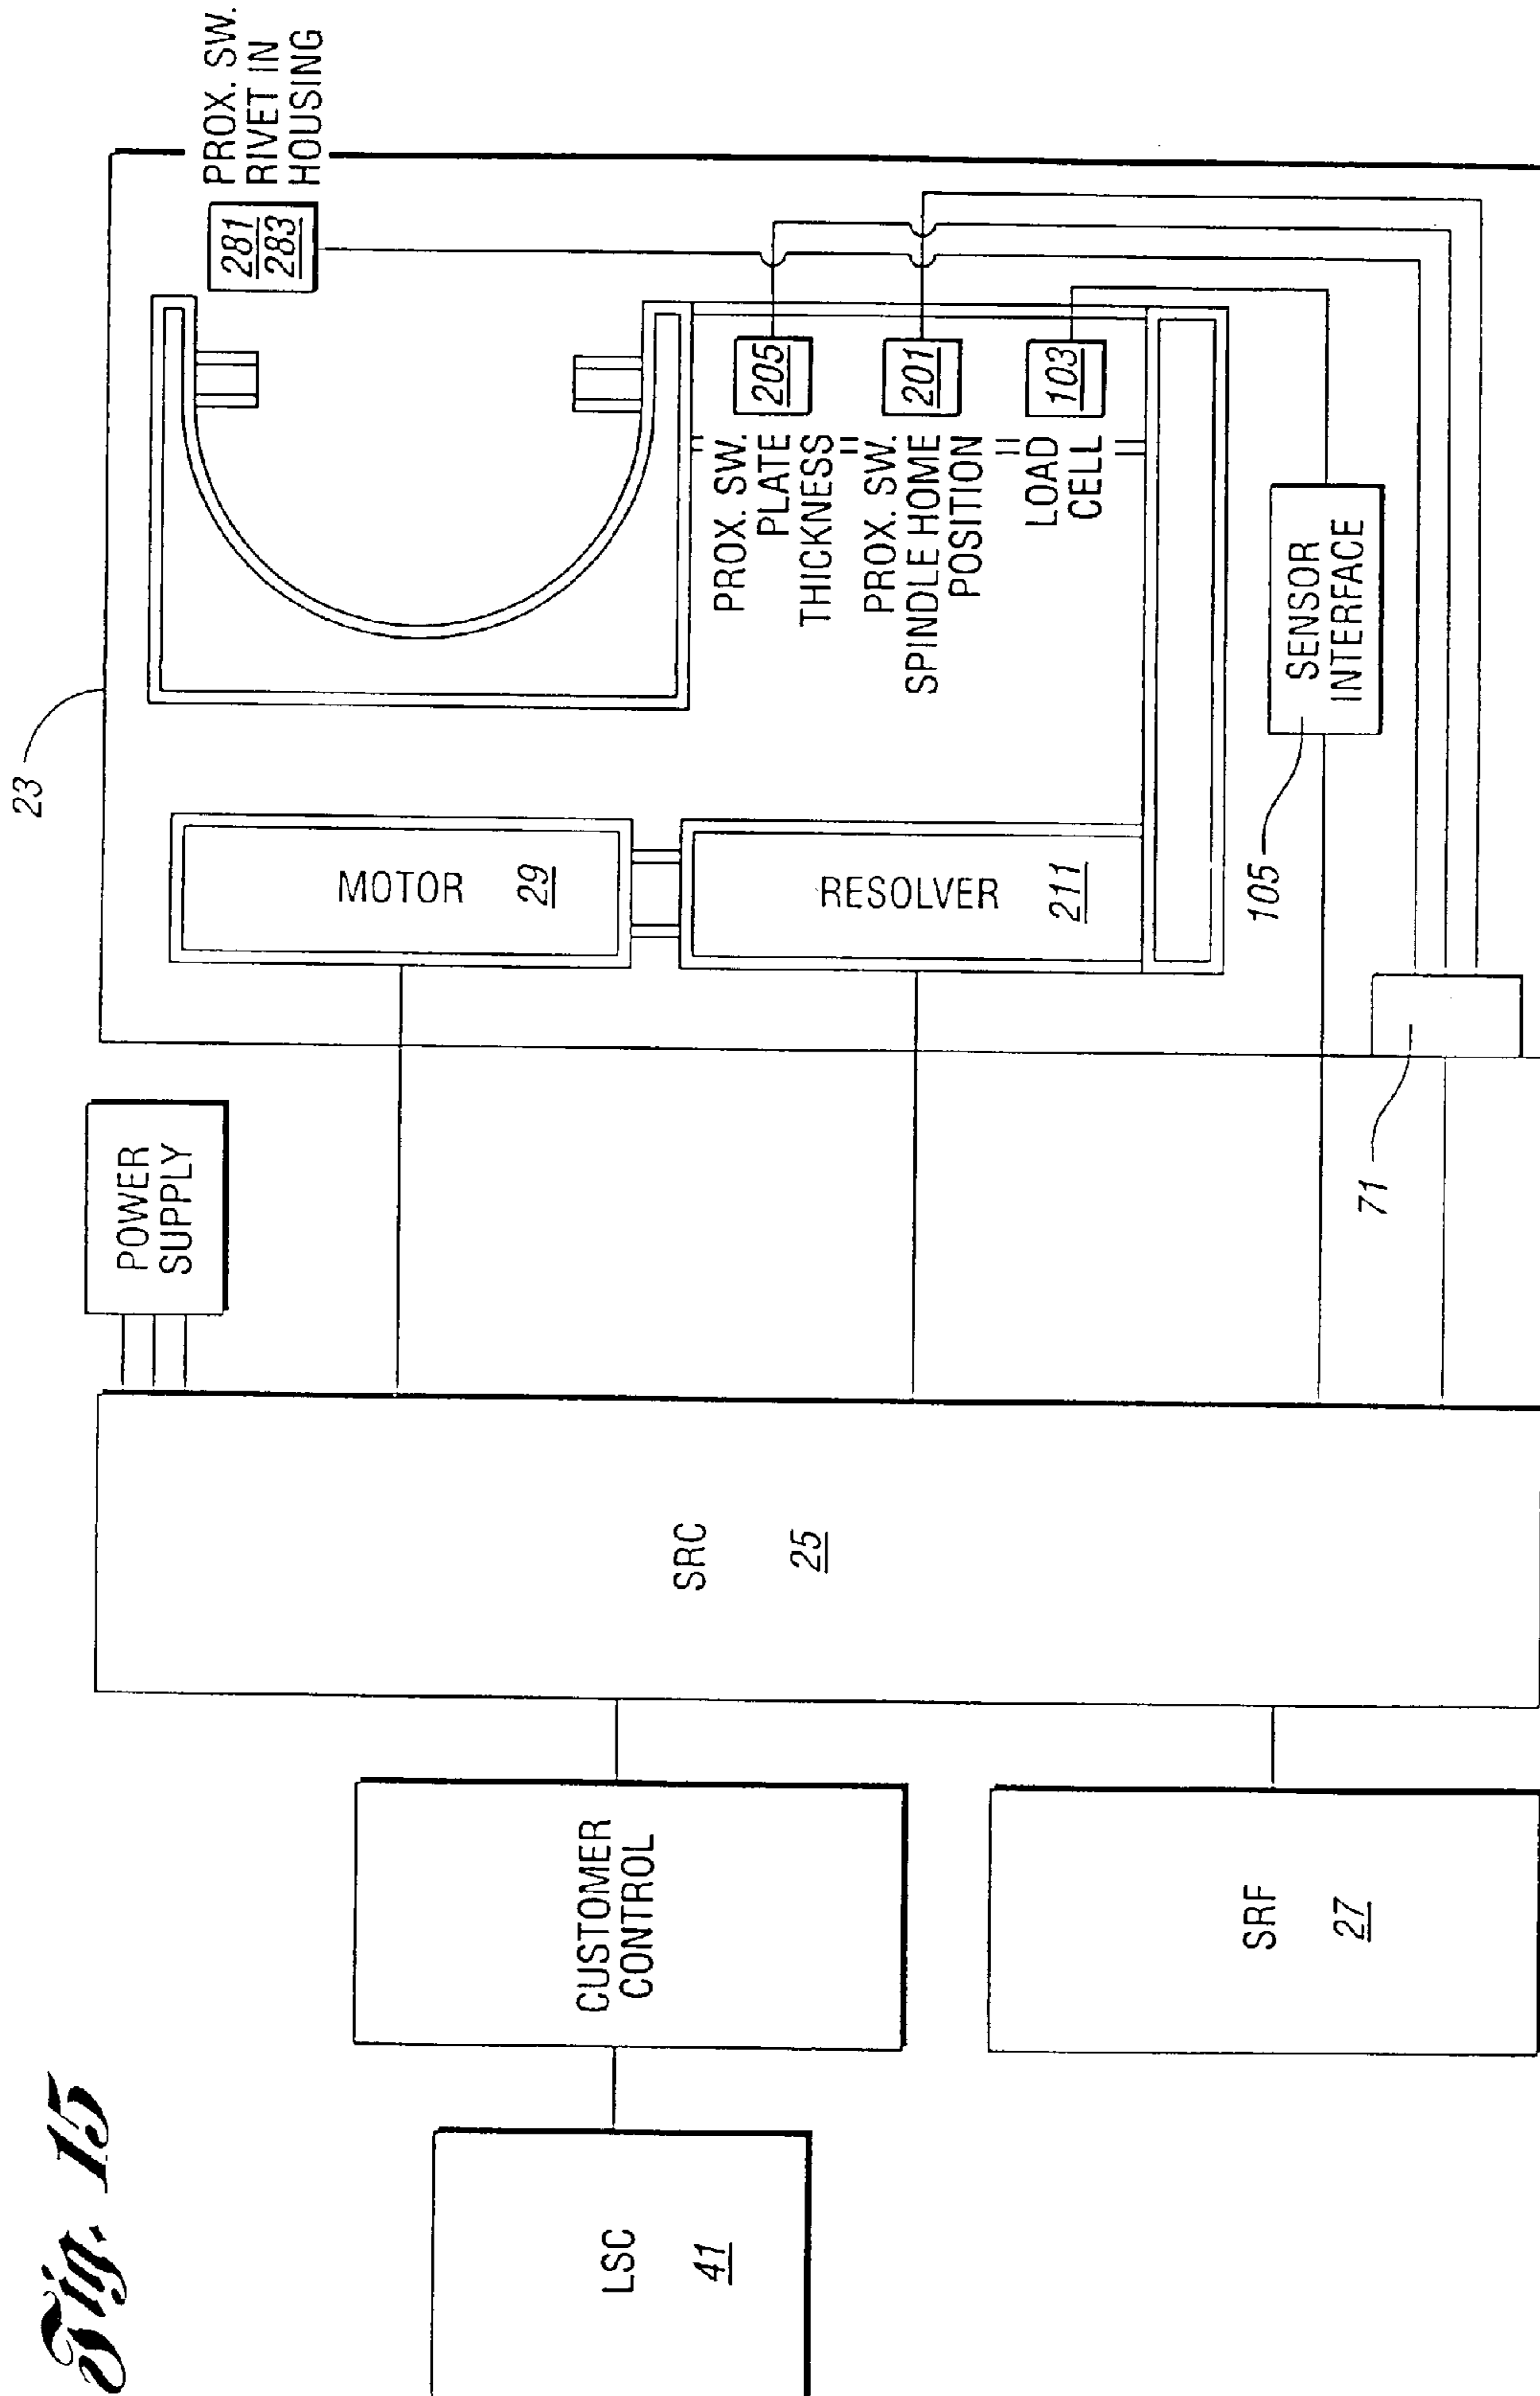 Fig. 15
LSC
41
CUSTOMER
CONTROL
SRF
27
SRC
25
POWER
SUPPLY
23
MOTOR
29
RESOLVER
211
PROX. SW.
RIVET IN
HOUSING
281
283
PROX. SW.
PLATE
THICKNESS
205
PROX. SW.
SPINDLE HOME
POSITION
201
LOAD
CELL
103
SENSOR
INTERFACE
105
71